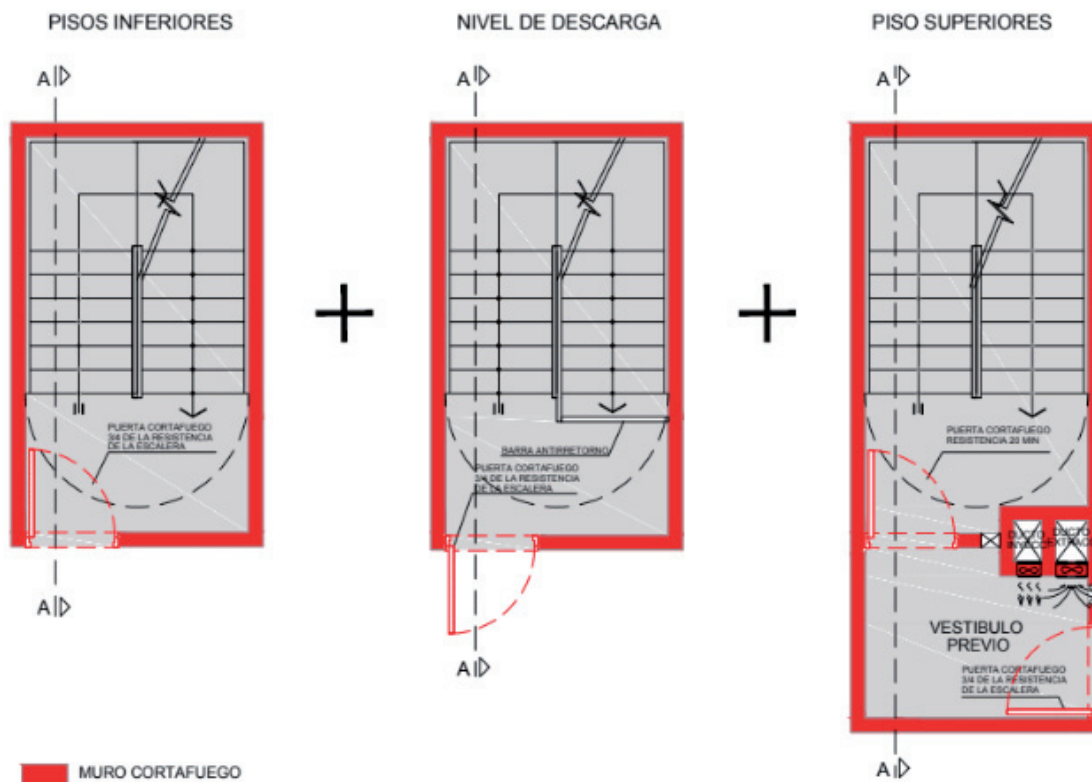 PISOS INFERIORES
NIVEL DE DESCARGA
PISO SUPERIORES
A
A
A
PUERTA CORTAFUEGO
3/4 DE LA RESISTENCIA
DE LA ESCALERA
BARRA ANTIRRETORNO
PUERTA CORTAFUEGO
3/4 DE LA RESISTENCIA
DE LA ESCALERA
PUERTA CORTAFUEGO
RESISTENCIA 20 MIN
DUCTO
DUCTO
VESTIBULO
PREVIO
PUERTA CORTAFUEGO
3/4 DE LA RESISTENCIA
DE LA ESCALERA
A
A
A
MURO CORTAFUEGO